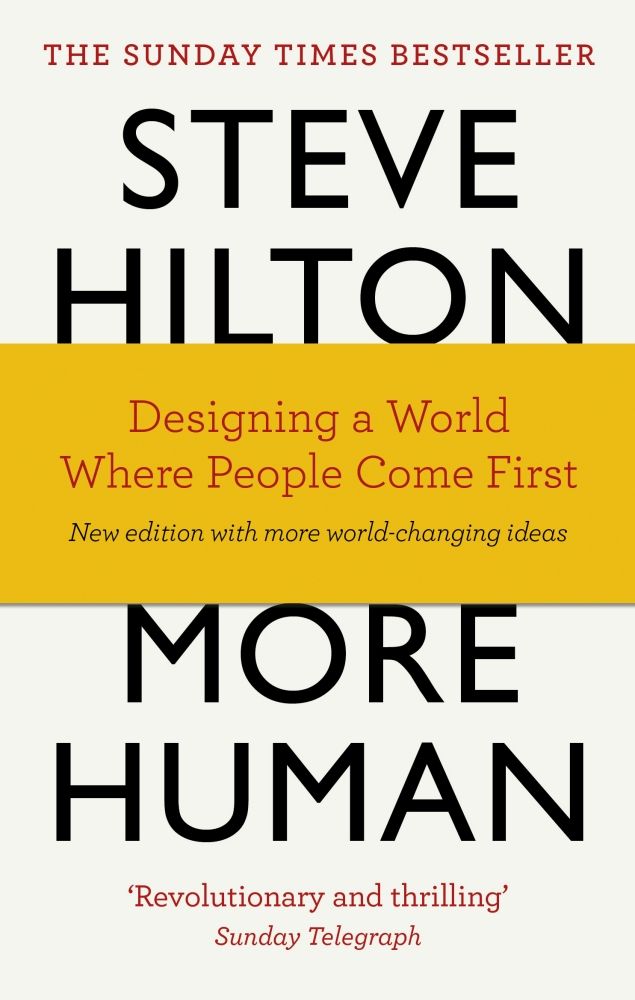 THE SUNDAY TIMES BESTSELLER
STEVE
HILTON
Designing a World
Where People Come First
New edition with more world-changing ideas
MORE
HUMAN
‘Revolutionary and thrilling’
Sunday Telegraph